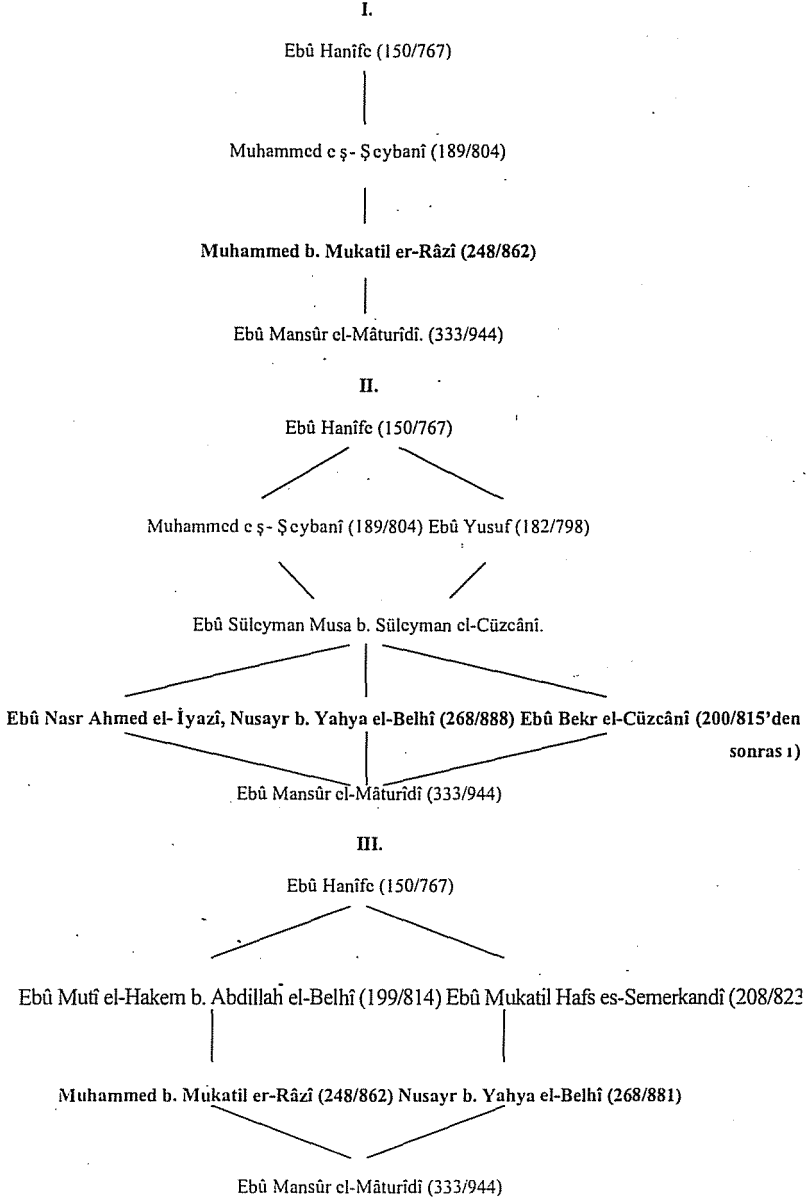 I.
Ebû Hanîfe (150/767)
Muhammed eş-Şeybanî (189/804)
Muhammed b. Mukatil er-Râzî (248/862)
Ebû Mansûr el-Mâturîdî. (333/944)
II.
Ebû Hanîfe (150/767)
Muhammed eş-Şeybanî (189/804) Ebû Yusuf (182/798)
Ebû Süleyman Musa b. Süleyman el-Cüzcânî.
Ebû Nasr Ahmed el-İyazî, Nusayr b. Yahya el-Belhî (268/888) Ebû Bekr el-Cüzcânî (200/815'den
sonrası)
Ebû Mansûr el-Mâturîdî (333/944)
III.
Ebû Hanîfe (150/767)
Ebû Mutî el-Hakem b. Abdillah el-Belhî (199/814) Ebû Mukatil Hafs es-Semerkandî (208/823
Muhammed b. Mukatil er-Râzî (248/862) Nusayr b. Yahya el-Belhî (268/881)
Ebû Mansûr el-Mâturîdî (333/944)